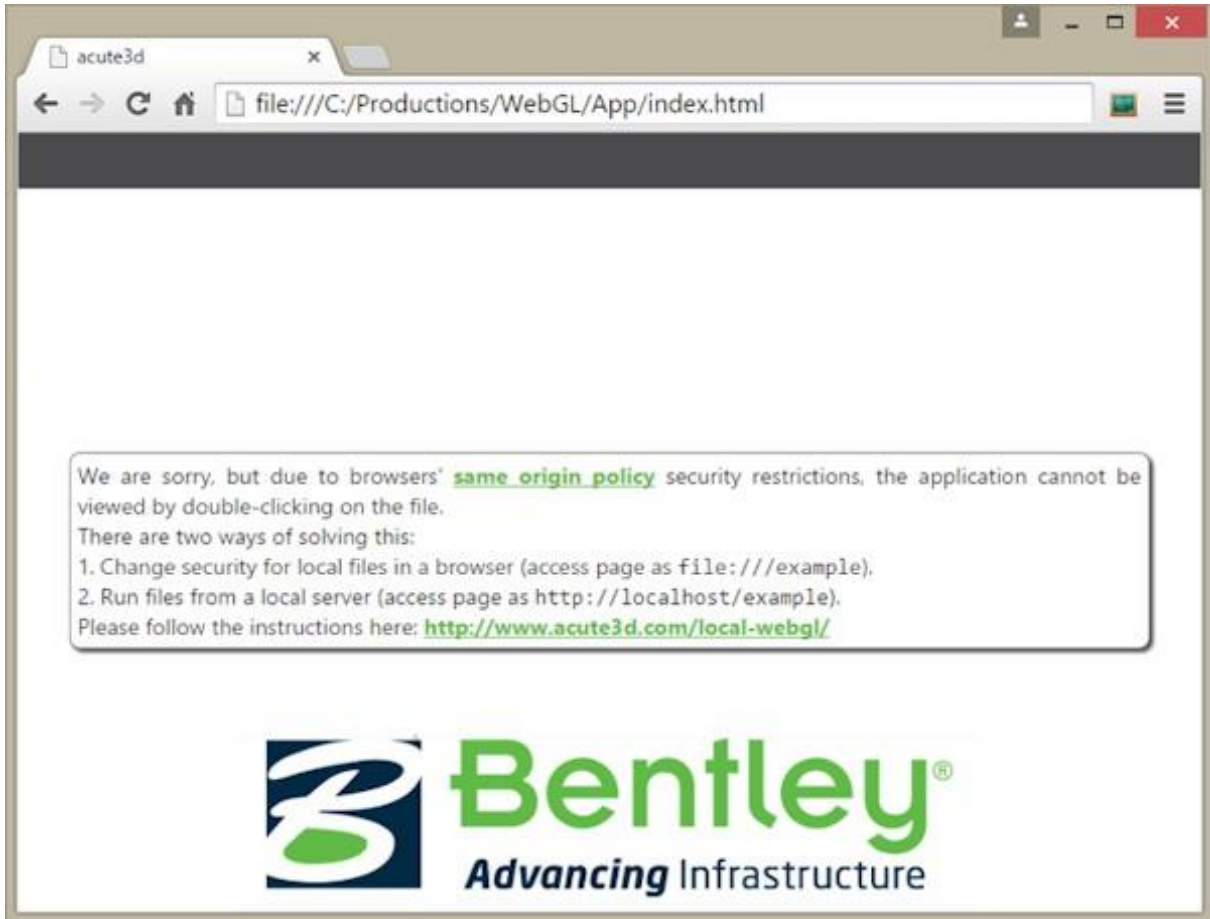 acute3d
file:///C:/Productions/WebGL/App/index.html
We are sorry, but due to browsers' same origin policy security restrictions, the application cannot be
viewed by double-clicking on the file.
There are two ways of solving this:
1. Change security for local files in a browser (access page as file:///example).
2. Run files from a local server (access page as http://localhost/example).
Please follow the instructions here: http://www.acute3d.com/local-webgl/
B
Bentley®
Advancing Infrastructure